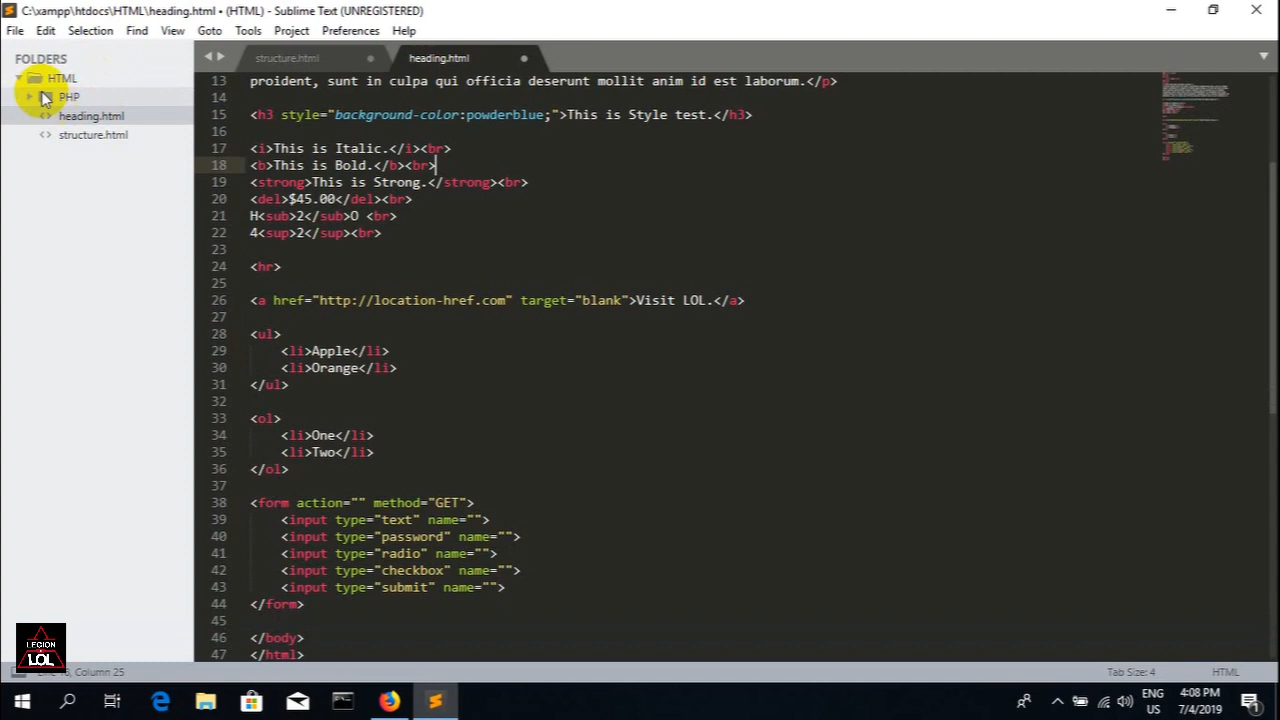 C:\xampp\htdocs\HTML\heading.html • (HTML) - Sublime Text (UNREGISTERED)
File Edit Selection Find View Goto Tools Project Preferences Help
FOLDERS
HTML
PHP
heading.html
structure.html
structure.html
heading.html
13 proident, sunt in culpa qui officia deserunt mollit anim id est laborum.</p>
14
15 <h3 style="background-color:powderblue;">This is Style test.</h3>
16
17 <i>This is Italic.</i><br>
18 <b>This is Bold.</b><br>
19 <strong>This is Strong.</strong><br>
20 <del>$45.00</del><br>
21 H<sub>2</sub>O <br>
22 4<sup>2</sup><br>
23
24 <hr>
25
26 <a href="http://location-href.com" target="blank">Visit LOL.</a>
27
28 <ul>
29 <li>Apple</li>
30 <li>Orange</li>
31 </ul>
32
33 <ol>
34 <li>One</li>
35 <li>Two</li>
36 </ol>
37
38 <form action="" method="GET">
39 <input type="text" name="">
40 <input type="password" name="">
41 <input type="radio" name="">
42 <input type="checkbox" name="">
43 <input type="submit" name="">
44 </form>
45
46 </body>
47 </html>
LEGION
LOL
Column 25
Tab Size: 4
HTML
ENG
US
4:08 PM
7/4/2019
1